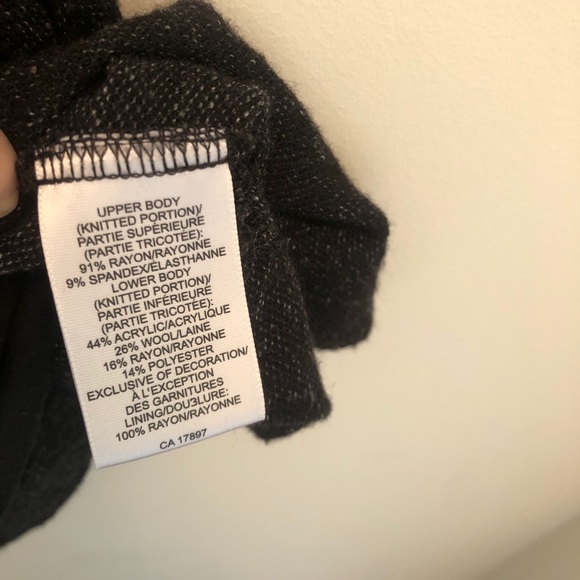 UPPER BODY
(KNITTED PORTION)/
PARTIE SUPÉRIEURE
(PARTIE TRICOTÉE):
91% RAYON/RAYONNE
9% SPANDEX/ÉLASTHANNE
LOWER BODY
(KNITTED PORTION)/
PARTIE INFÉRIEURE
(PARTIE TRICOTÉE):
44% ACRYLIC/ACRYLIQUE
26% WOOL/LAINE
16% RAYON/RAYONNE
14% POLYESTER
EXCLUSIVE OF DECORATION/
À L'EXCEPTION
DES GARNITURES
LINING/DOUBLURE:
100% RAYON/RAYONNE
CA 17897